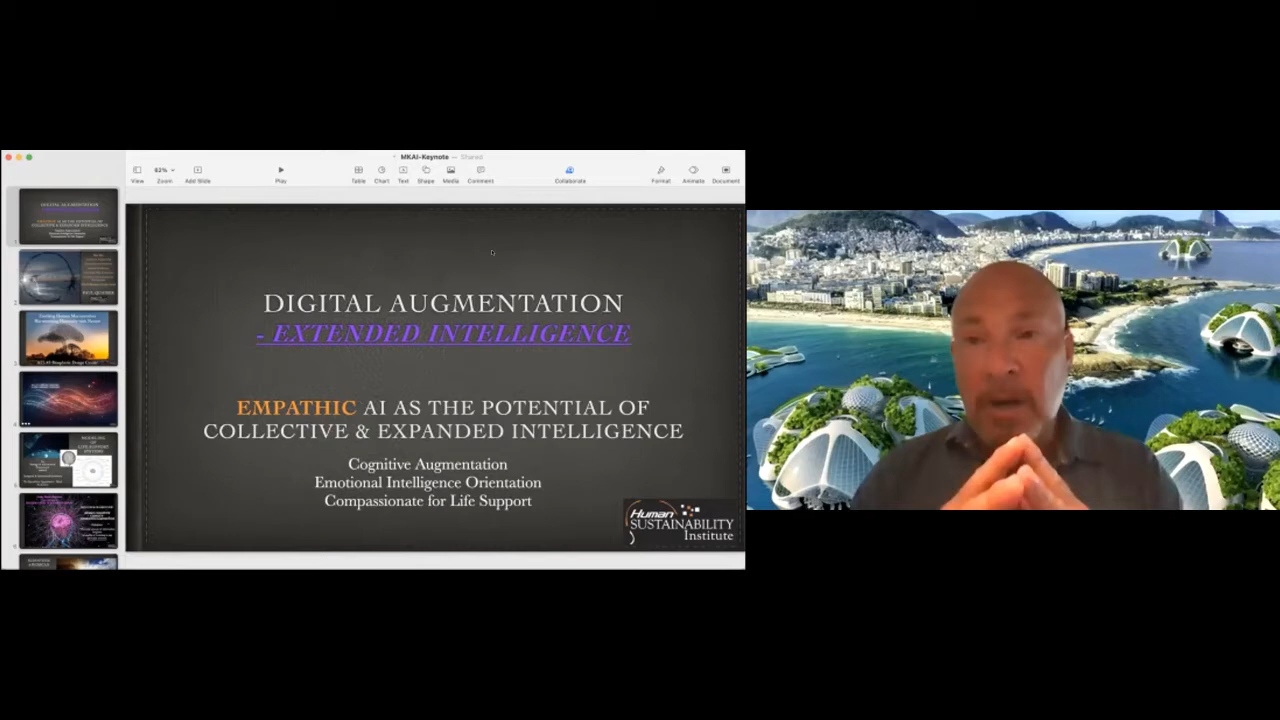 MKAI-Keynote — Shared
82%
View
Zoom
Add Slide
Play
Table
Chart
Text
Shape
Media
Comment
Collaborate
Format
Animate
Document
DIGITAL AUGMENTATION
- EXTENDED INTELLIGENCE
EMPATHIC AI AS THE POTENTIAL OF
COLLECTIVE & EXPANDED INTELLIGENCE
Cognitive Augmentation
Emotional Intelligence Orientation
Compassionate for Life Support
Human
SUSTAINABILITY
Institute